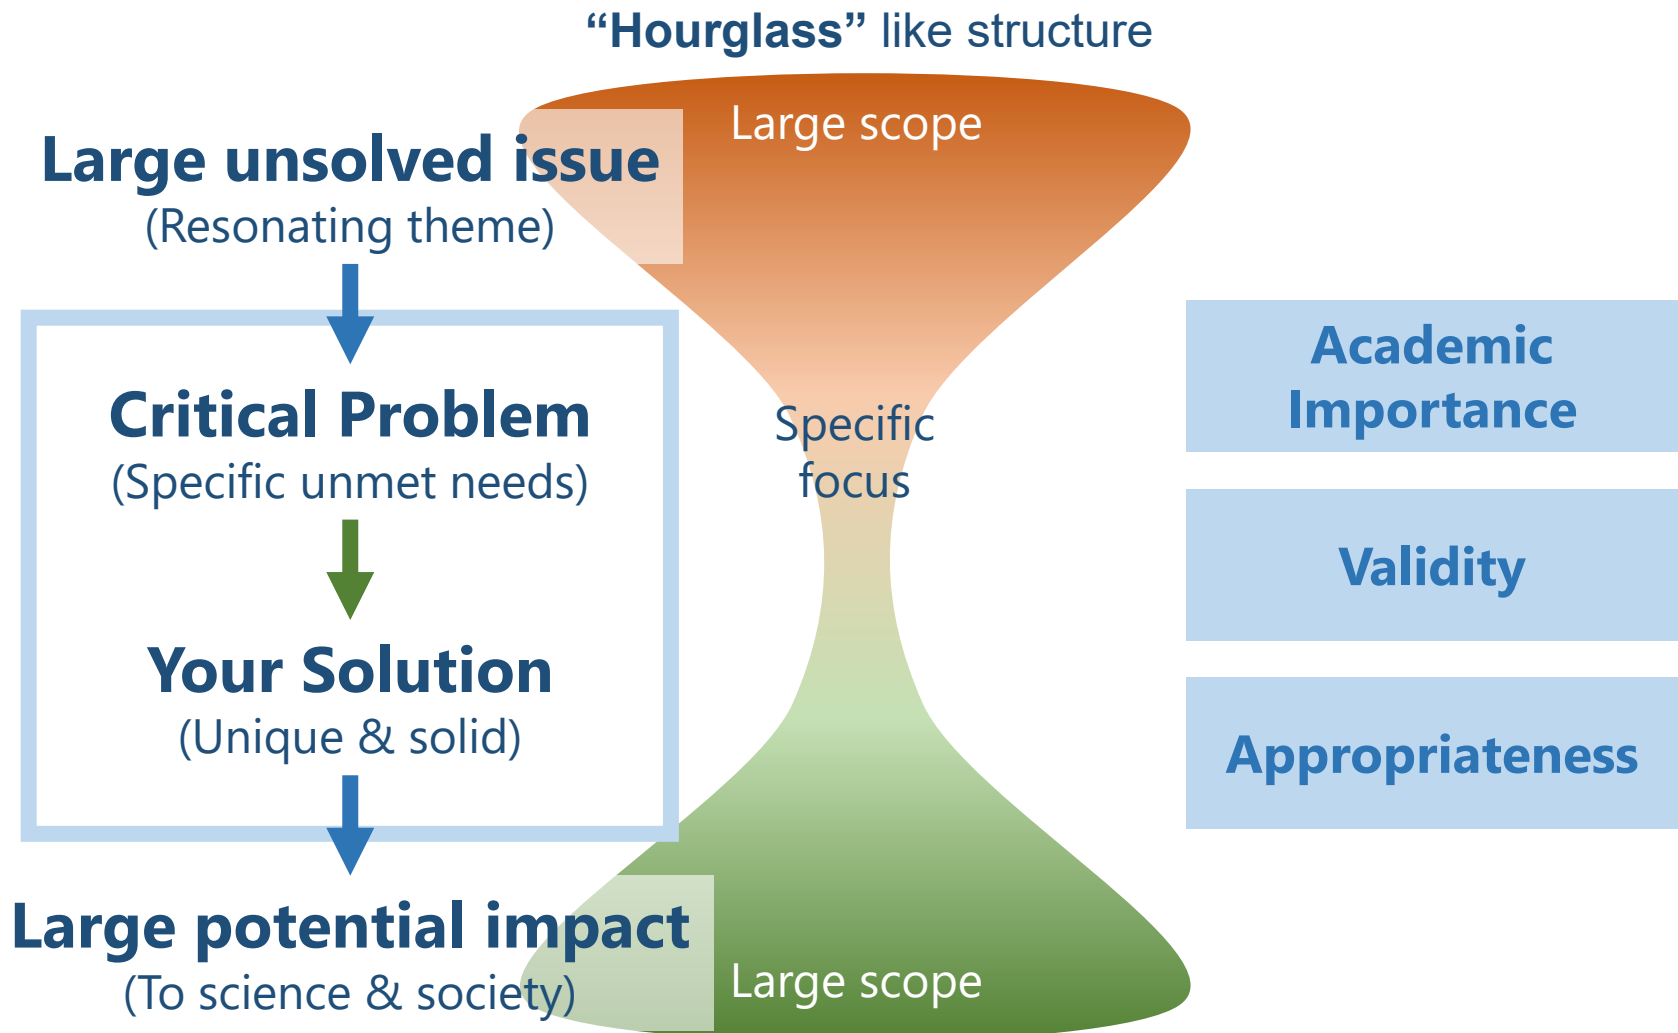 “Hourglass” like structure
Large scope
Large unsolved issue
(Resonating theme)
Critical Problem
(Specific unmet needs)
Your Solution
(Unique & solid)
Large potential impact
(To science & society)
Specific
focus
Large scope
Academic
Importance
Validity
Appropriateness